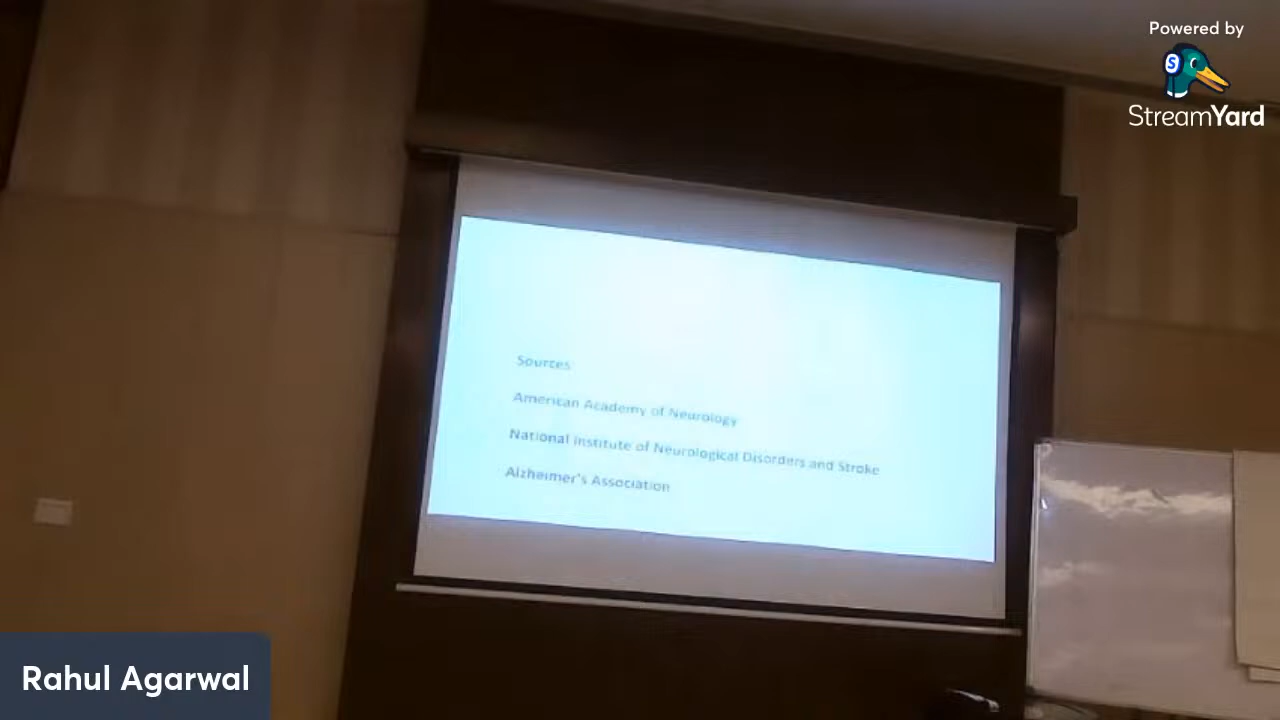 Powered by
StreamYard
Sources
American Academy of Neurology
National Institute of Neurological Disorders and Stroke
Alzheimer's Association
Rahul Agarwal